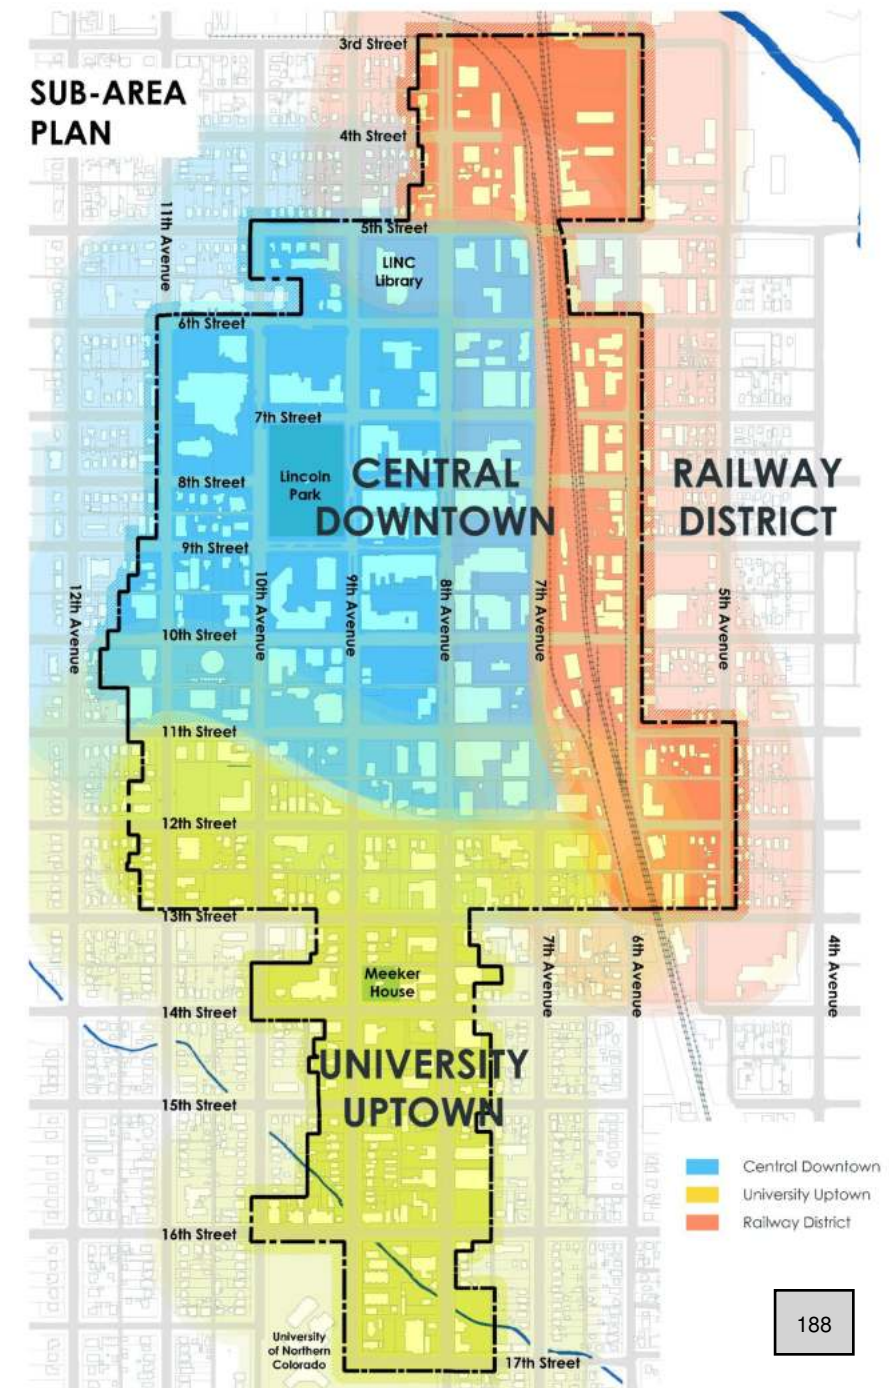 SUB-AREA
PLAN
3rd Street
4th Street
11th Avenue
5th Street
LINC
Library
6th Street
7th Street
8th Street
Lincoln
Park
CENTRAL
DOWNTOWN
RAILWAY
DISTRICT
9th Street
12th Avenue
10th Avenue
9th Avenue
8th Avenue
7th Avenue
5th Avenue
10th Street
11th Street
12th Street
13th Street
7th Avenue
6th Avenue
4th Avenue
Meeker
House
14th Street
UNIVERSITY
UPTOWN
15th Street
Central Downtown
University Uptown
Railway District
16th Street
188
University
of Northern
Colorado
17th Street